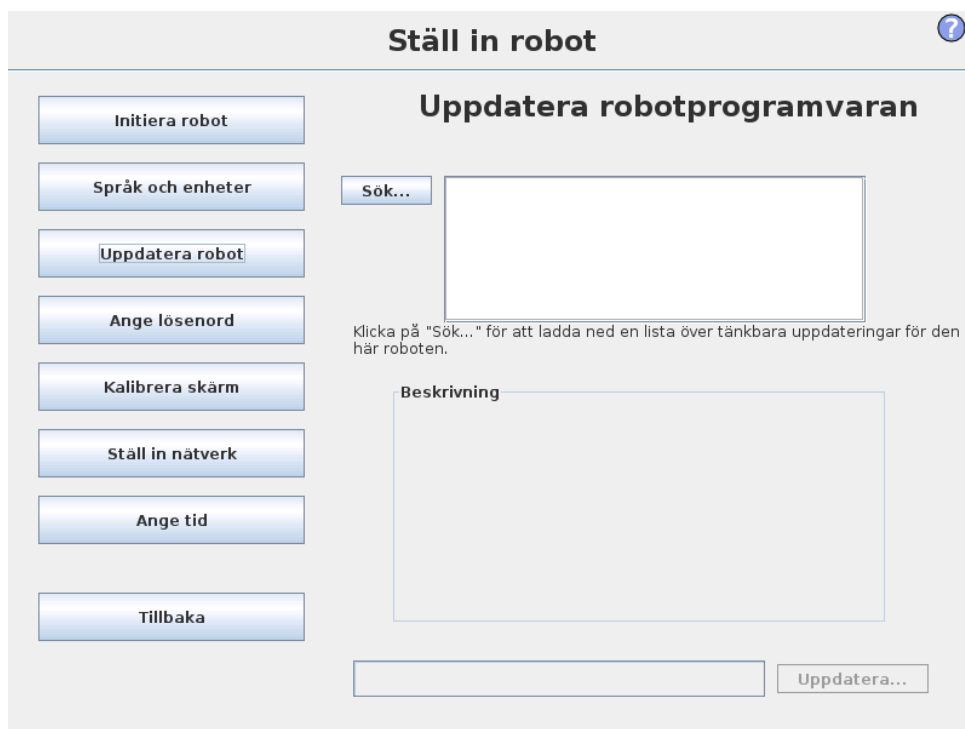 Ställ in robot
?
Initiera robot
Språk och enheter
Uppdatera robot
Ange lösenord
Kalibrera skärm
Ställ in nätverk
Ange tid
Tillbaka
Uppdatera robotprogramvaran
Sök...
Klicka på "Sök..." för att ladda ned en lista över tänkbara uppdateringar för den
här roboten.
Beskrivning
Uppdatera...